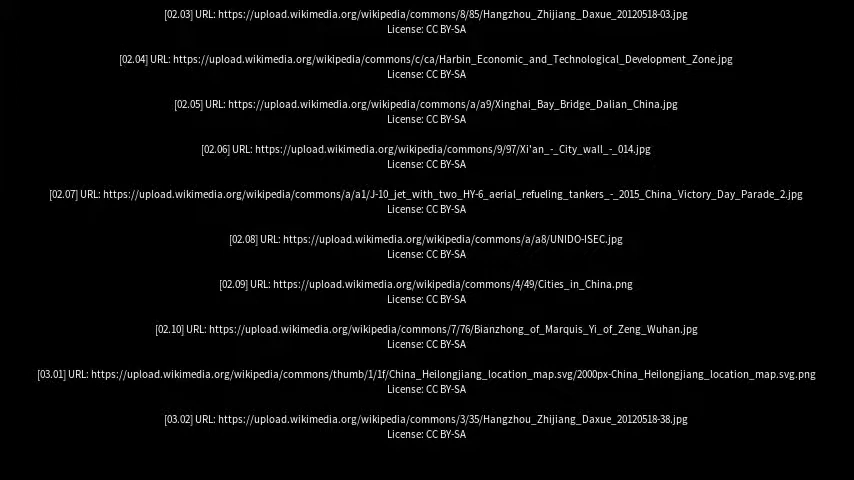 [02.03] URL: https://upload.wikimedia.org/wikipedia/commons/8/85/Hangzhou_Zhijiang_Daxue_20120518-03.jpg
License: CC BY-SA
[02.04] URL: https://upload.wikimedia.org/wikipedia/commons/c/ca/Harbin_Economic_and_Technological_Development_Zone.jpg
License: CC BY-SA
[02.05] URL: https://upload.wikimedia.org/wikipedia/commons/a/a9/Xinghai_Bay_Bridge_Dalian_China.jpg
License: CC BY-SA
[02.06] URL: https://upload.wikimedia.org/wikipedia/commons/9/97/Xi'an_-_City_wall_-_014.jpg
License: CC BY-SA
[02.07] URL: https://upload.wikimedia.org/wikipedia/commons/a/a1/J-10_jet_with_two_HY-6_aerial_refueling_tankers_-_2015_China_Victory_Day_Parade_2.jpg
License: CC BY-SA
[02.08] URL: https://upload.wikimedia.org/wikipedia/commons/a/a8/UNIDO-ISEC.jpg
License: CC BY-SA
[02.09] URL: https://upload.wikimedia.org/wikipedia/commons/4/49/Cities_in_China.png
License: CC BY-SA
[02.10] URL: https://upload.wikimedia.org/wikipedia/commons/7/76/Bianzhong_of_Marquis_Yi_of_Zeng_Wuhan.jpg
License: CC BY-SA
[03.01] URL: https://upload.wikimedia.org/wikipedia/commons/thumb/1/1f/China_Heilongjiang_location_map.svg/2000px-China_Heilongjiang_location_map.svg.png
License: CC BY-SA
[03.02] URL: https://upload.wikimedia.org/wikipedia/commons/3/35/Hangzhou_Zhijiang_Daxue_20120518-38.jpg
License: CC BY-SA